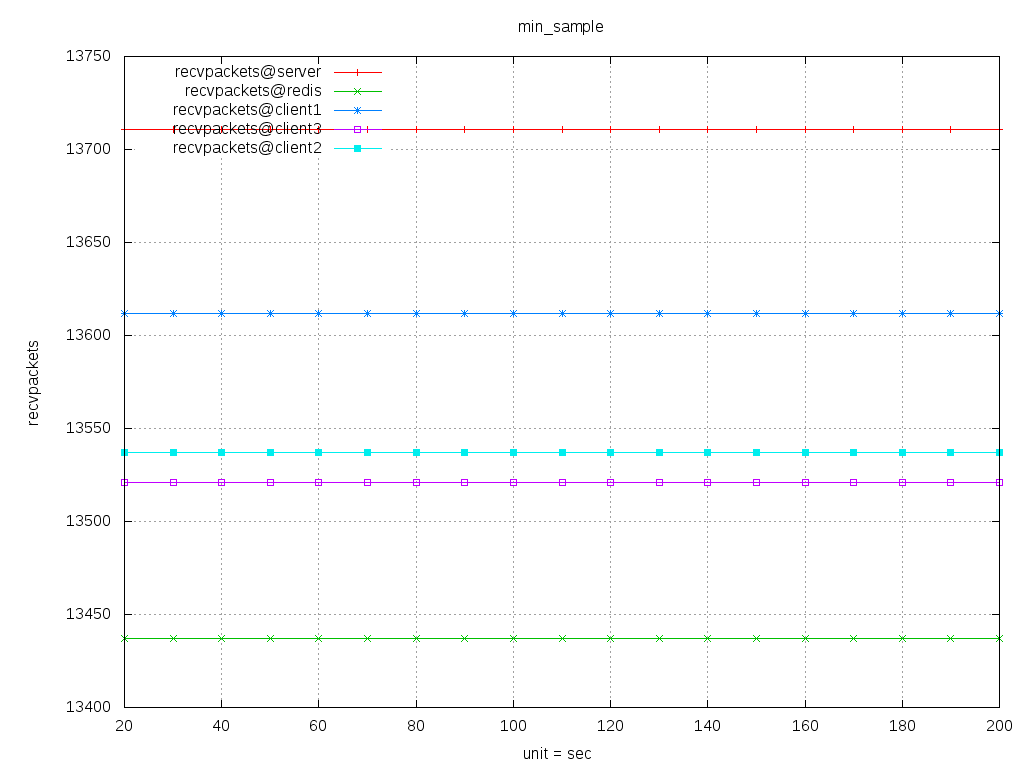 min_sample
13750
13700
13650
13600
13550
13500
13450
13400
recvpackets
recvpackets@server
recvpackets@redis
recvpackets@client1
recvpackets@client3
recvpackets@client2
20 40 60 80 100 120 140 160 180 200
unit = sec